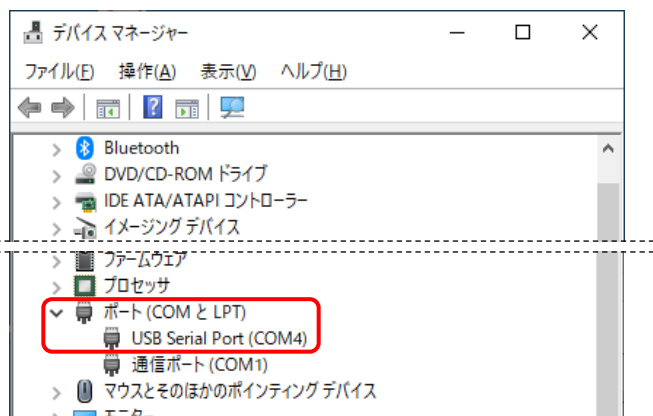 デバイス マネージャー
ファイル(F) 操作(A) 表示(V) ヘルプ(H)
Bluetooth
DVD/CD-ROM ドライブ
IDE ATA/ATAPI コントローラー
イメージング デバイス
ファームウェア
プロセッサ
ポート (COM と LPT)
USB Serial Port (COM4)
通信ポート (COM1)
マウスとそのほかのポインティング デバイス
モニター